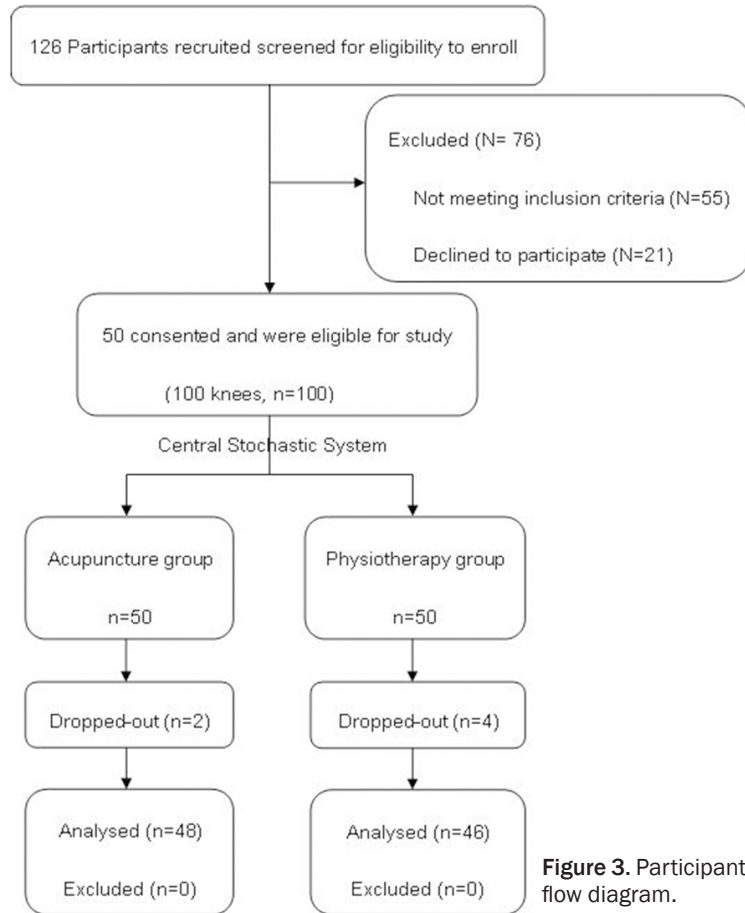 126 Participants recruited screened for eligibility to enroll
Excluded (N= 76)
Not meeting inclusion criteria (N=55)
Declined to participate (N=21)
50 consented and were eligible for study
(100 knees, n=100)
Central Stochastic System
Acupuncture group
n=50
Physiotherapy group
n=50
Dropped-out (n=2)
Dropped-out (n=4)
Analysed (n=48)
Excluded (n=0)
Analysed (n=46)
Excluded (n=0)
Figure 3. Participant
flow diagram.